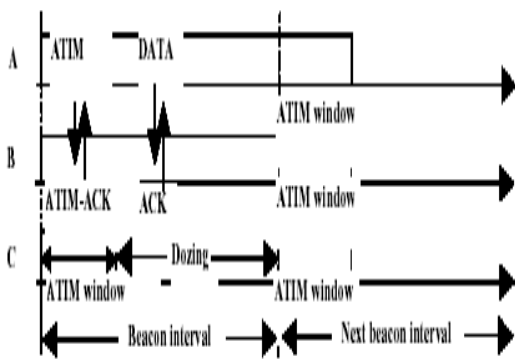 A
ATIM DATA
ATIM window
B
ATIM-ACK ACK
ATIM window
C
Dozing
ATIM window ATIM window
Beacon interval Next beacon interval